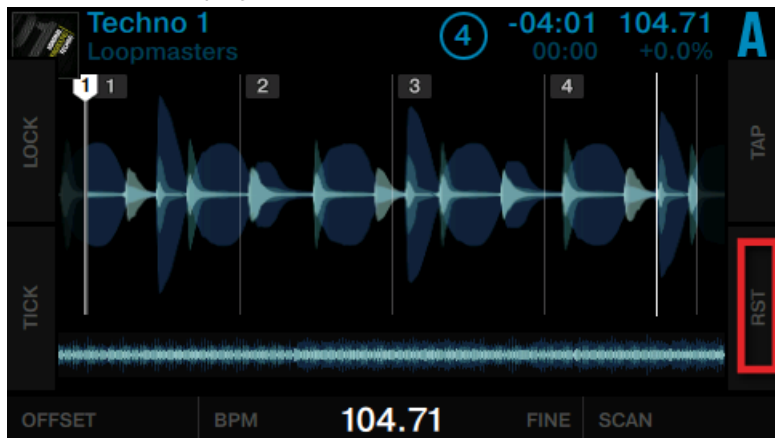 Techno 1
Loopmasters
4
-04:01
00:00
104.71
+0.0%
A
1 1 2 3 4
LOCK
TAP
TICK
RST
OFFSET BPM 104.71 FINE SCAN